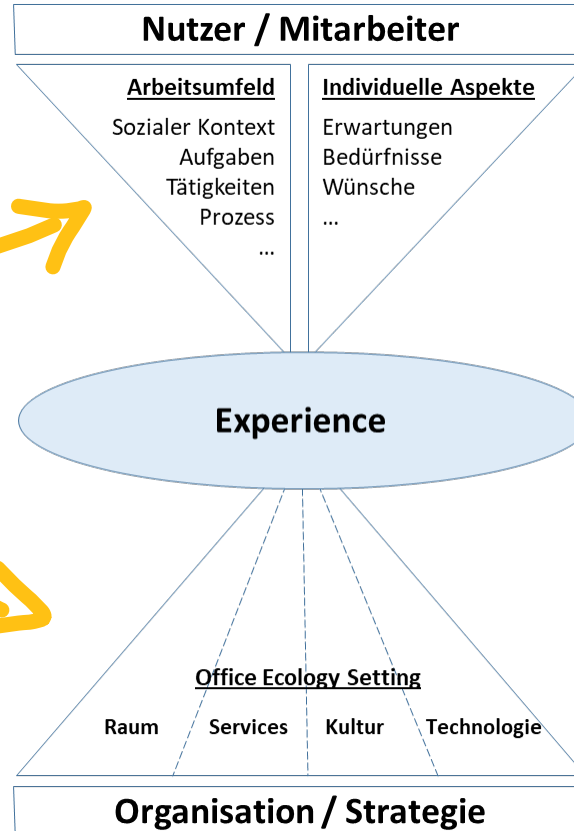 Nutzer / Mitarbeiter
Arbeitsumfeld
Sozialer Kontext
Aufgaben
Tätigkeiten
Prozess
...
Individuelle Aspekte
Erwartungen
Bedürfnisse
Wünsche
...
Experience
Office Ecology Setting
Raum Services Kultur Technologie
Organisation / Strategie